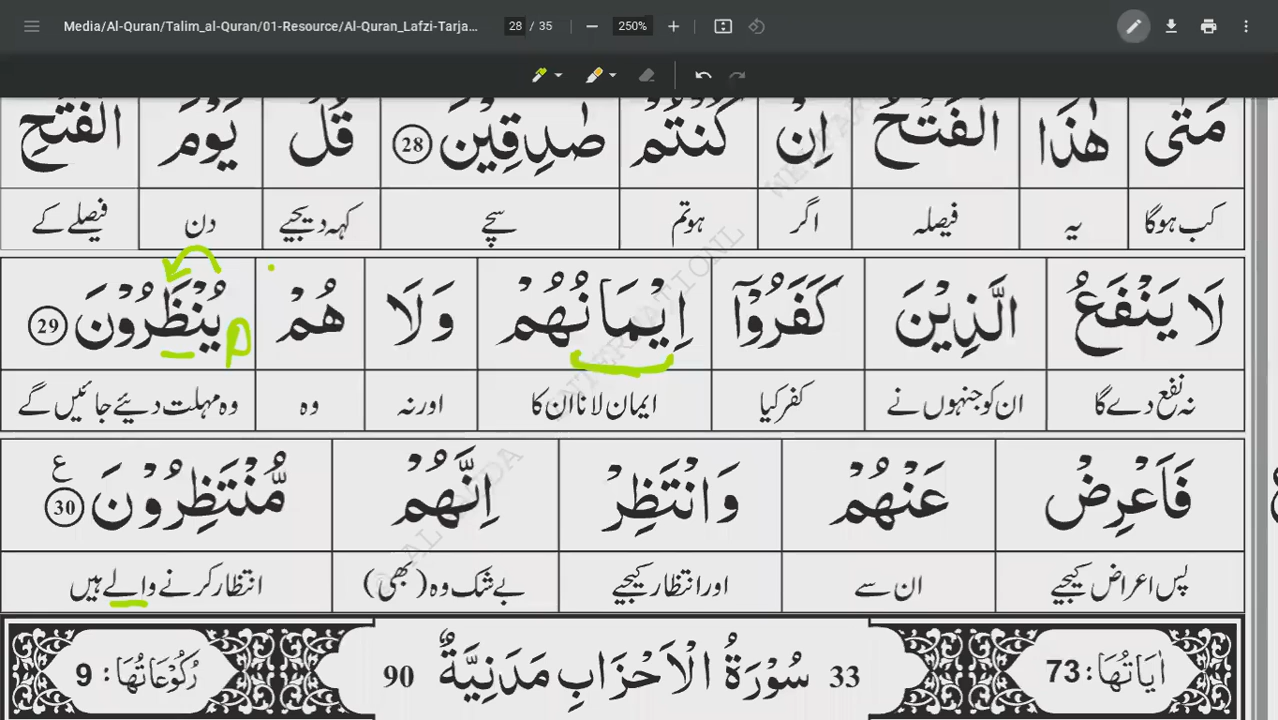 Media/Al-Quran/Talim_al-Quran/01-Resource/Al-Quran_Lafzi-Tarja... 28 / 35 250%
مَتٰى هٰذَا الْفَتْحُ اِنْ كُنْتُمْ صٰدِقِيْنَ 28 قُلْ يَوْمَ الْفَتْحِ
کب ہوگا یہ فیصلہ اگر ہو تم سچے کہہ دیجیے دن فیصلے کے
لَا يَنْفَعُ الَّذِيْنَ كَفَرُوْٓا اِيْمَانُهُمْ وَلَا هُمْ يُنْظَرُوْنَ 29
نہ نفع دے گا ان کو جنہوں نے کفر کیا ایمان لانا ان کا اور نہ وہ وہ مہلت دیئے جائیں گے
فَاَعْرِضْ عَنْهُمْ وَانْتَظِرْ اِنَّهُمْ مُّنْتَظِرُوْنَ 30 ع
پس اعراض کیجیے ان سے اور انتظار کیجیے بے شک وہ (بھی) انتظار کرنے والے ہیں
اٰيَاتُهَا : 73 33 سُوْرَةُ الْاَحْزَابِ مَدَنِيَّةٌ 90 رُكُوْعَاتُهَا : 9